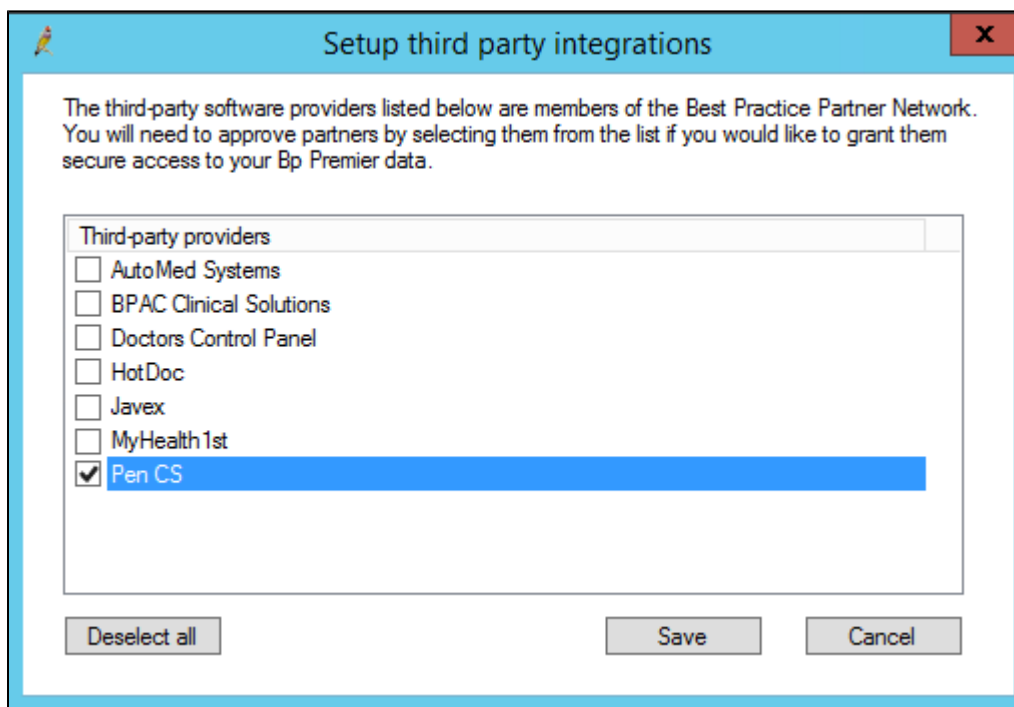 Setup third party integrations
x
The third-party software providers listed below are members of the Best Practice Partner Network.
You will need to approve partners by selecting them from the list if you would like to grant them
secure access to your Bp Premier data.
Third-party providers
AutoMed Systems
BPAC Clinical Solutions
Doctors Control Panel
HotDoc
Javex
MyHealth1st
Pen CS
Deselect all Save Cancel